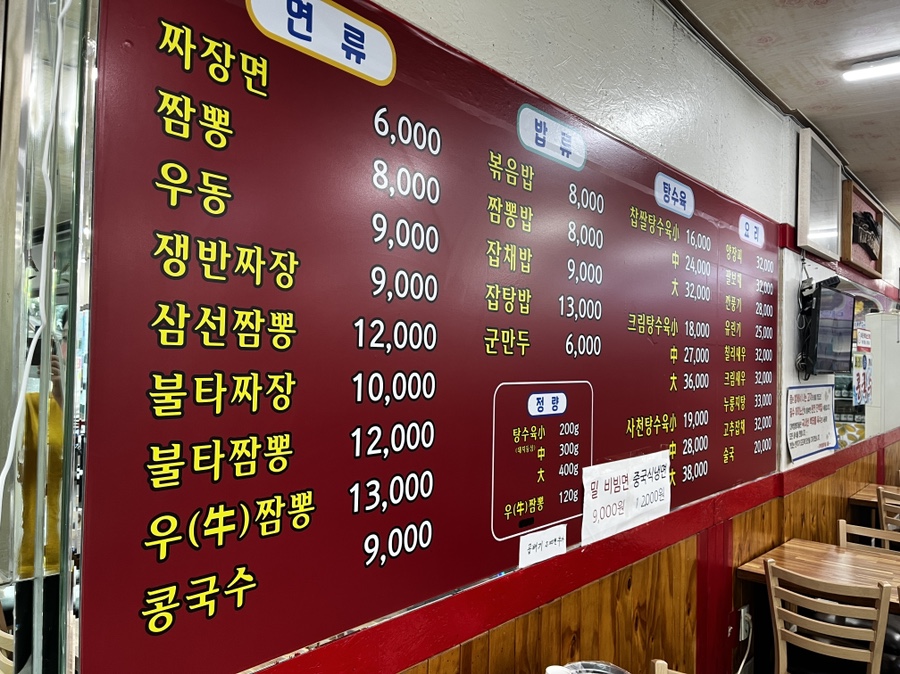 면 류
짜장면 6,000
짬뽕 8,000
우동 9,000
쟁반짜장 9,000
삼선짬뽕 12,000
불타짜장 10,000
불타짬뽕 12,000
우(牛)짬뽕 13,000
콩국수 9,000
밥 류
볶음밥 8,000
짬뽕밥 8,000
잡채밥 9,000
잡탕밥 13,000
군만두 6,000
정 량
탕수육小 200g
中 300g
大 400g
우(牛)짬뽕 120g
탕수육
찹쌀탕수육小 16,000
中 24,000
大 32,000
크림탕수육小 18,000
中 27,000
大 36,000
사천탕수육小 19,000
中 28,000
大 38,000
요 리
양장피 32,000
팔보채 32,000
깐풍기 28,000
유린기 25,000
칠리새우 32,000
크림새우 32,000
누룽지탕 33,000
고추잡채 32,000
술국 20,000
밀 비빔면 중국식냉면
9,000원 12,000원
곱빼기